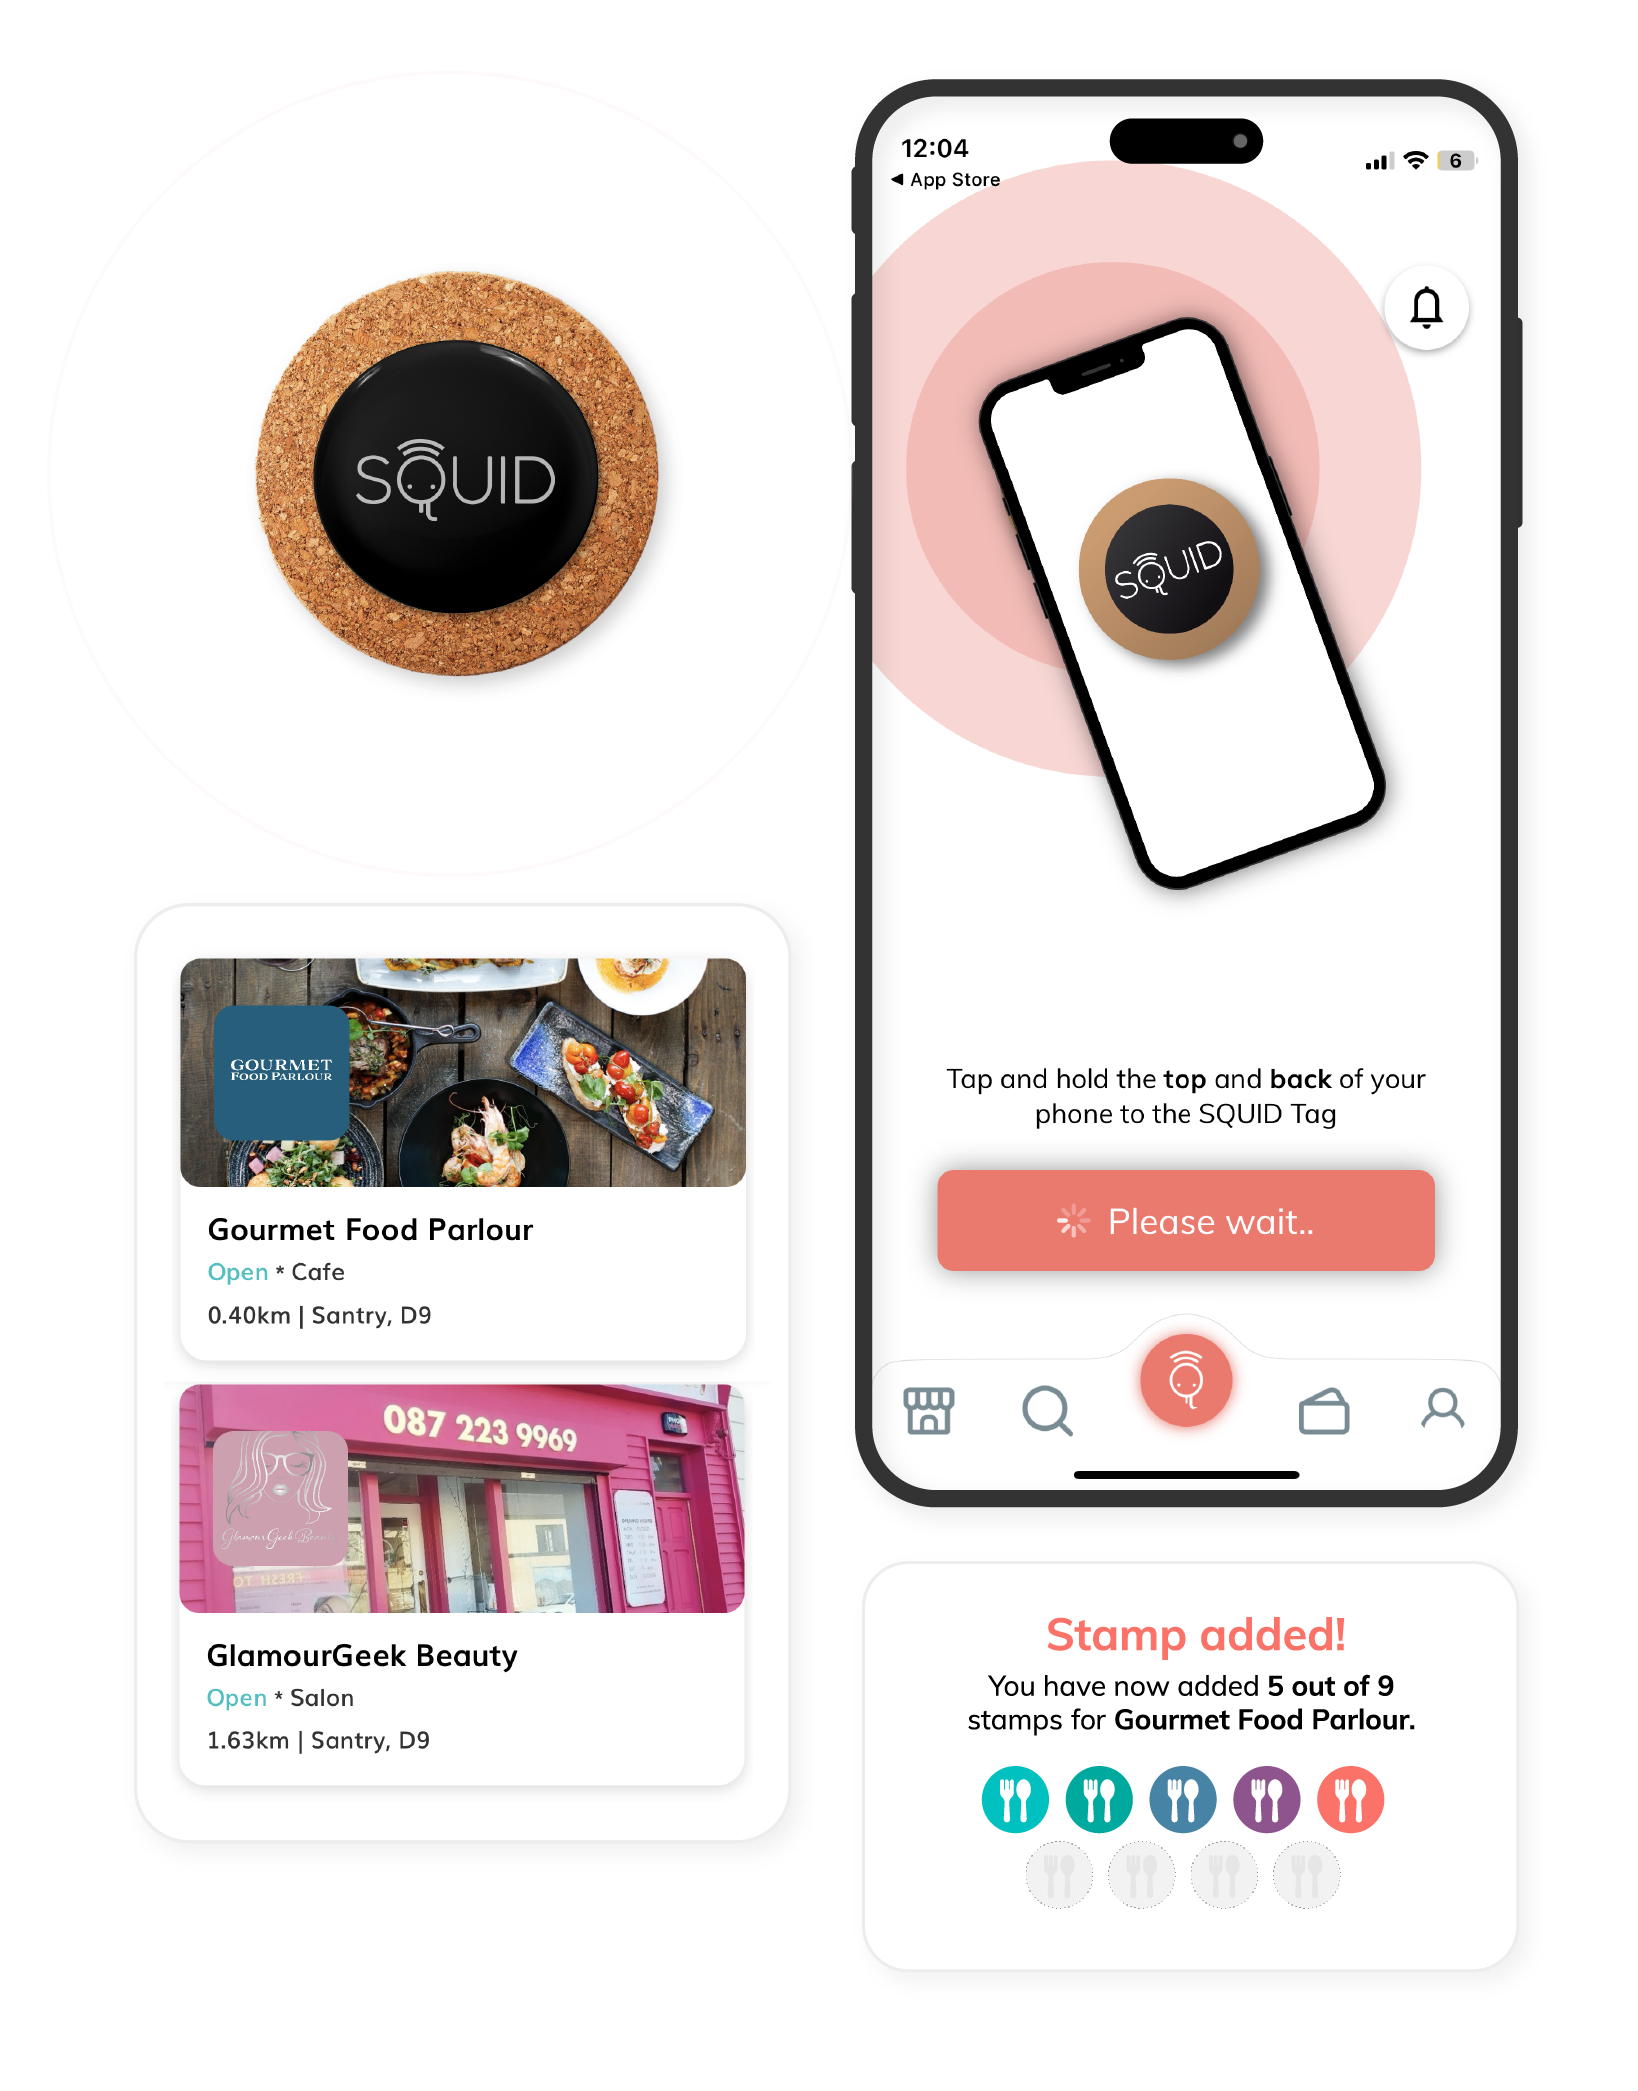 SQUID
12:04
App Store
6
SQUID
Tap and hold the top and back of your
phone to the SQUID Tag
Please wait..
GOURMET
FOOD PARLOUR
Gourmet Food Parlour
Open * Cafe
0.40km | Santry, D9
087 223 9969
GlamourGeek Beauty
FRESH TO
GlamourGeek Beauty
Open * Salon
1.63km | Santry, D9
Stamp added!
You have now added 5 out of 9
stamps for Gourmet Food Parlour.